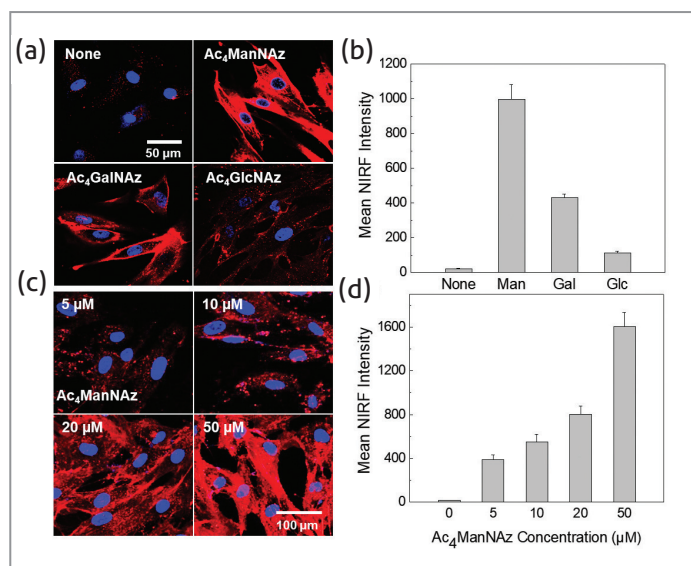 (a)
None
Ac₄ManNAz
50 µm
Ac₄GalNAz
Ac₄GlcNAz
(b)
1200
1000
800
600
400
200
0
Mean NIRF Intensity
None Man Gal Glc
(c)
5 µM
10 µM
Ac₄ManNAz
20 µM
50 µM
100 µm
(d)
1600
1200
800
400
0
Mean NIRF Intensity
0 5 10 20 50
Ac₄ManNAz Concentration (µM)